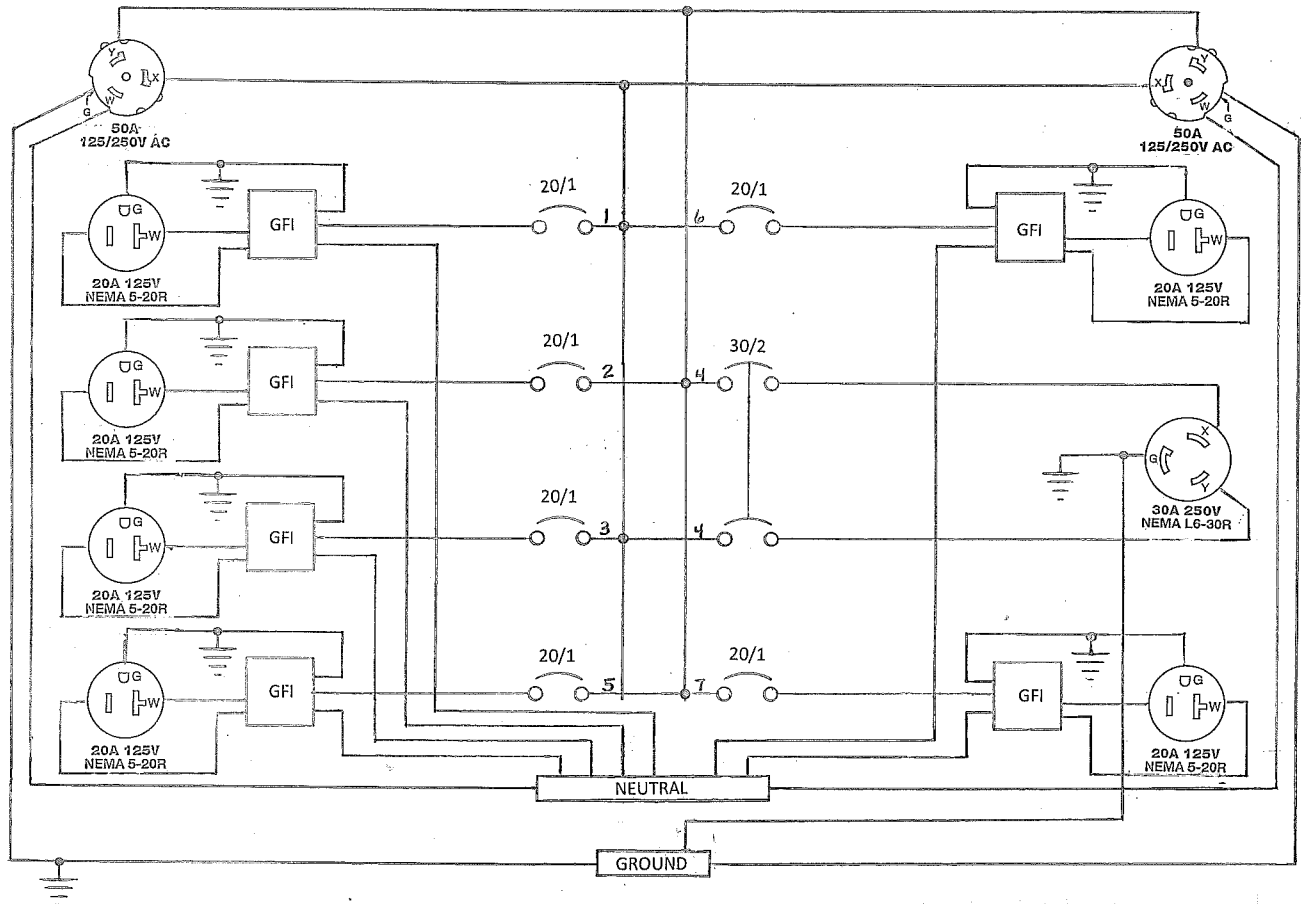 Y
X
W
G
50A
125/250V AC
Y
X
W
G
50A
125/250V AC
G
W
20A 125V
NEMA 5-20R
GFI
20/1
1
6
20/1
GFI
G
W
20A 125V
NEMA 5-20R
G
W
20A 125V
NEMA 5-20R
GFI
20/1
2
4
30/2
X
G
Y
30A 250V
NEMA L6-30R
G
W
20A 125V
NEMA 5-20R
GFI
20/1
3
4
G
W
20A 125V
NEMA 5-20R
GFI
20/1
5
7
20/1
GFI
G
W
20A 125V
NEMA 5-20R
NEUTRAL
GROUND